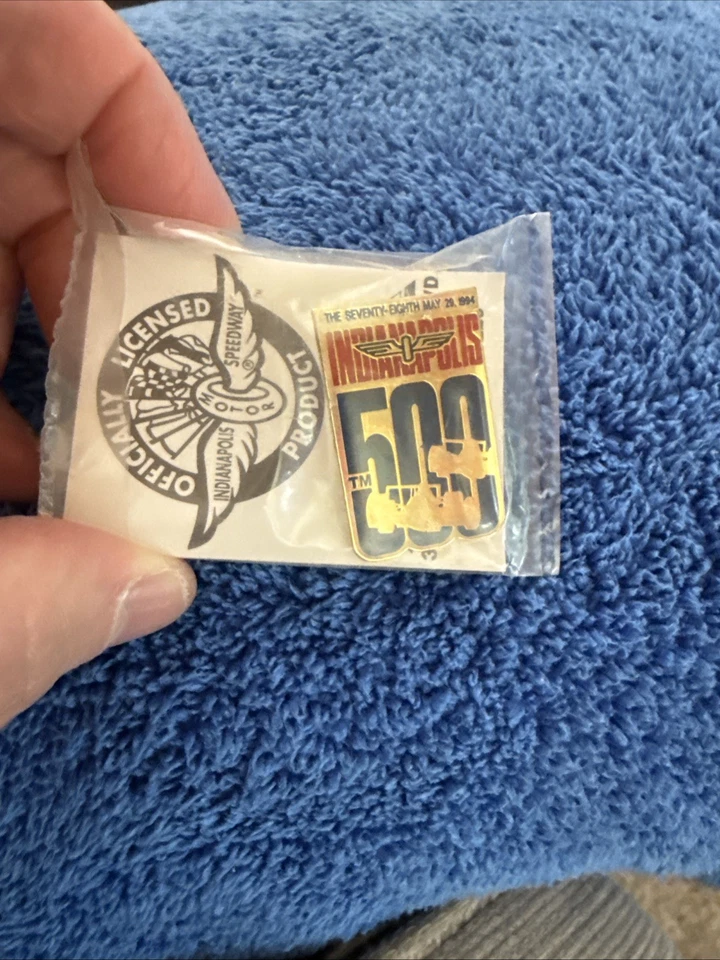 OFFICIALLY LICENSED
PRODUCT
INDIANAPOLIS
MOTOR
SPEEDWAY
®
THE SEVENTY-EIGHTH MAY 29, 1994
INDIANAPOLIS
500
TM